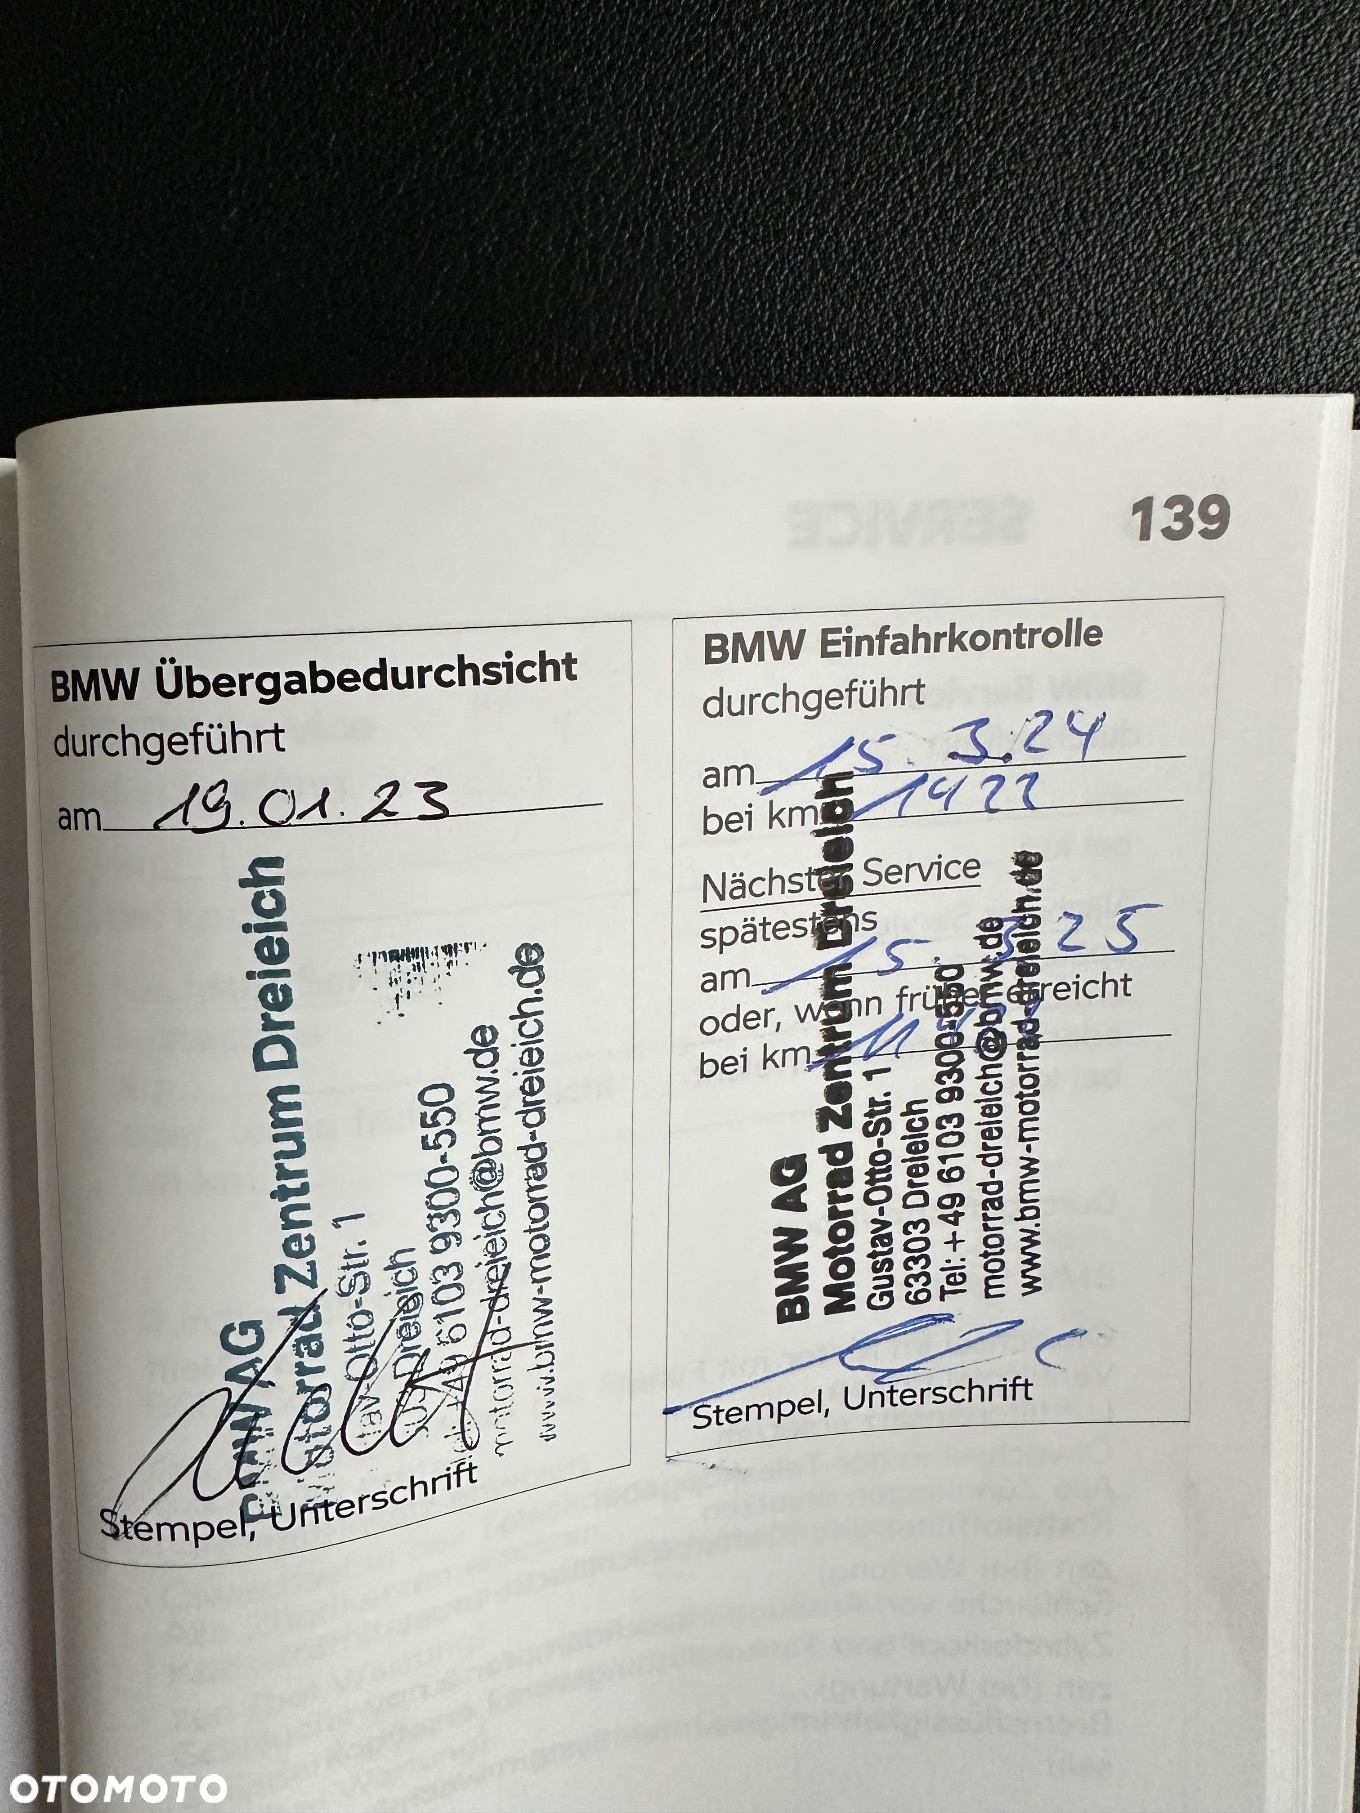 139
SERVICE
BMW Übergabedurchsicht
durchgeführt
am 19.01.23
BMW AG
Motorrad Zentrum Dreieich
Otto-Str. 1
Dreieich
+49 6103 9300-550
motorrad-dreieich@bmw.de
www.bmw-motorrad-dreieich.de
Stempel, Unterschrift
BMW Einfahrkontrolle
durchgeführt
am 15.3.24
bei km 1422
Nächster Service
spätestens
am 15.3.25
oder, wenn früher erreicht
bei km
BMW AG
Motorrad Zentrum Dreieich
Gustav-Otto-Str. 1
63303 Dreieich
Tel: +49 6103 9300-550
motorrad-dreieich@bmw.de
www.bmw-motorrad-dreieich.de
Stempel, Unterschrift
OTOMOTO